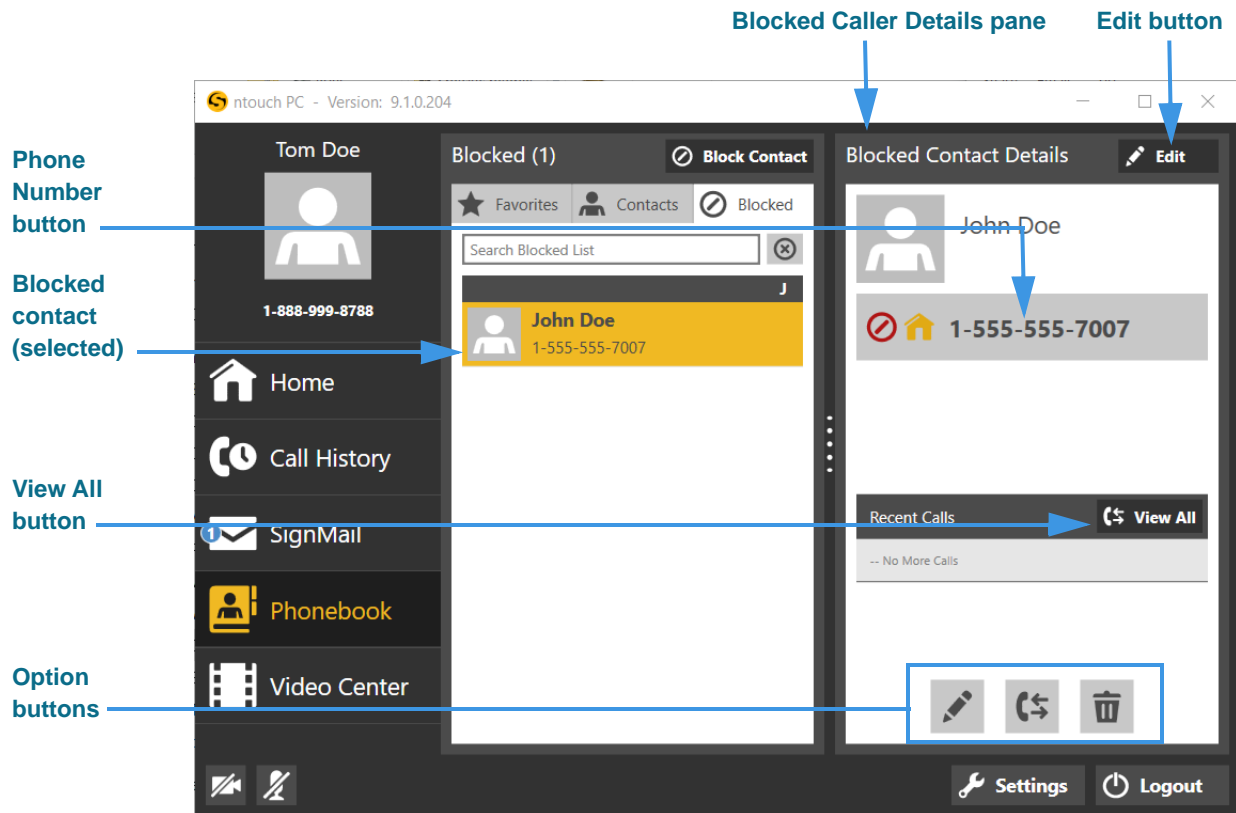 Blocked Caller Details pane
Edit button
ntouch PC - Version: 9.1.0.204
Phone
Number
button
Blocked
contact
(selected)
View All
button
Option
buttons
Tom Doe
1-888-999-8788
Home
Call History
1
SignMail
Phonebook
Video Center
Blocked (1)
Block Contact
Favorites
Contacts
Blocked
Search Blocked List
J
John Doe
1-555-555-7007
Blocked Contact Details
Edit
John Doe
1-555-555-7007
Recent Calls
View All
-- No More Calls
Settings
Logout